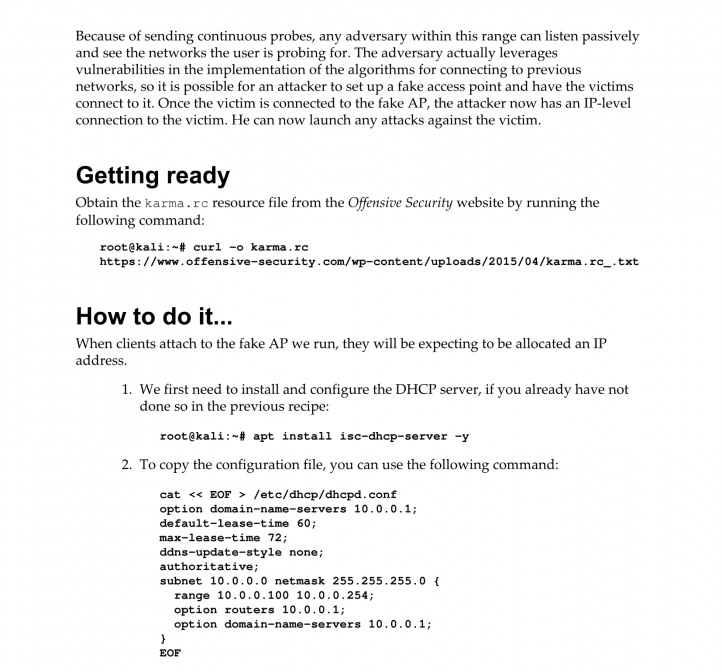 Because of sending continuous probes, any adversary within this range can listen passively
and see the networks the user is probing for. The adversary actually leverages
vulnerabilities in the implementation of the algorithms for connecting to previous
networks, so it is possible for an attacker to set up a fake access point and have the victims
connect to it. Once the victim is connected to the fake AP, the attacker now has an IP-level
connection to the victim. He can now launch any attacks against the victim.
Getting ready
Obtain the karma.rc resource file from the Offensive Security website by running the
following command:
root@kali:~# curl -o karma.rc
https://www.offensive-security.com/wp-content/uploads/2015/04/karma.rc_.txt
How to do it...
When clients attach to the fake AP we run, they will be expecting to be allocated an IP
address.
1. We first need to install and configure the DHCP server, if you already have not
done so in the previous recipe:
root@kali:~# apt install isc-dhcp-server -y
2. To copy the configuration file, you can use the following command:
cat << EOF > /etc/dhcp/dhcpd.conf
option domain-name-servers 10.0.0.1;
default-lease-time 60;
max-lease-time 72;
ddns-update-style none;
authoritative;
subnet 10.0.0.0 netmask 255.255.255.0 {
range 10.0.0.100 10.0.0.254;
option routers 10.0.0.1;
option domain-name-servers 10.0.0.1;
}
EOF